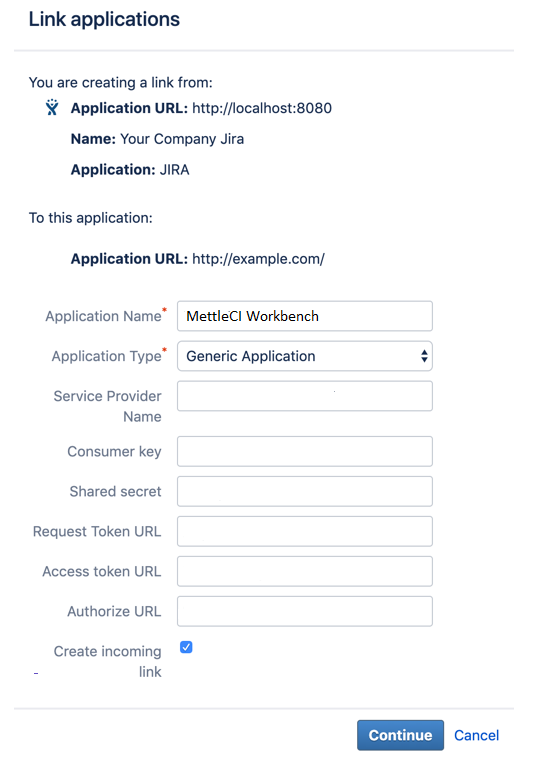 Link applications
You are creating a link from:
Application URL: http://localhost:8080
Name: Your Company Jira
Application: JIRA
To this application:
Application URL: http://example.com/
Application Name* MettleCI Workbench
Application Type* Generic Application
Service Provider
Name
Consumer key
Shared secret
Request Token URL
Access token URL
Authorize URL
Create incoming
link
Continue Cancel